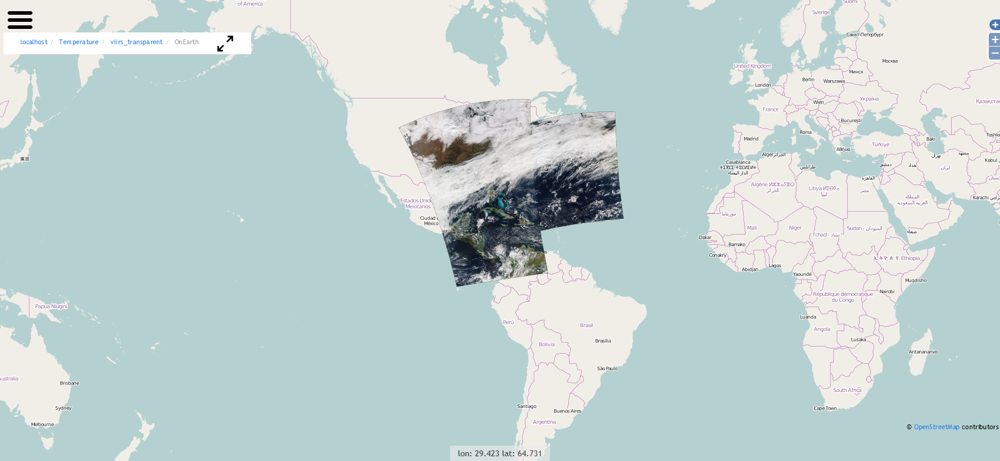 of America
Suomi
Sverige
Санкт-Петербург
localhost / Temperature / viirs_transparent / OnEarth
Москва
United Kingdom
Минск
Berlin
Warszawa
London
Україна
Қазақстан
Wien
France
București
Roma
Madrid
Türkiye
Bakı
Αθήνα
Toshke
東京
Alger الجزائر
تهران
مشهد
Casablanca
ⵜⵉⴳⵎⵉ ⵜⵓⵎⵍⵉⵍⵜ
الدار البيضاء
طرابلس
دمشق
بغداد
ایران
Kabul
القاهرة
Algérie ⵍⵣⵣⴰⵢⴻⵔ
الجزائر
Libya ⵍⵉⴱⵢⴰ
ليبيا
مصر
المملكة
العربية السعودية
Karachi کراچی
Estados Unidos
Mexicanos
موريتانيا
Ciudad de
México
Mali
Niger
Sudan - السودان
Tchad - تشاد
صنعاء
Dakar
Bamako
Conakry
ኢትዮጵያ Ethiopia
Abidjan
Lagos
Yaoundé
Muqdisho
Nairobi
République démocratique
du Congo
Papua Niugini
Luanda
Perú
Brasil
Angola
Bolivia
Brasília
Lusaka
Antananarivo
São Paulo
Australia
Brisbane
South Africa
Santiago
Buenos Aires
Sydney
Cape Town
Argentina
Melbourne
© OpenStreetMap contributors
lon: 29.423 lat: 64.731